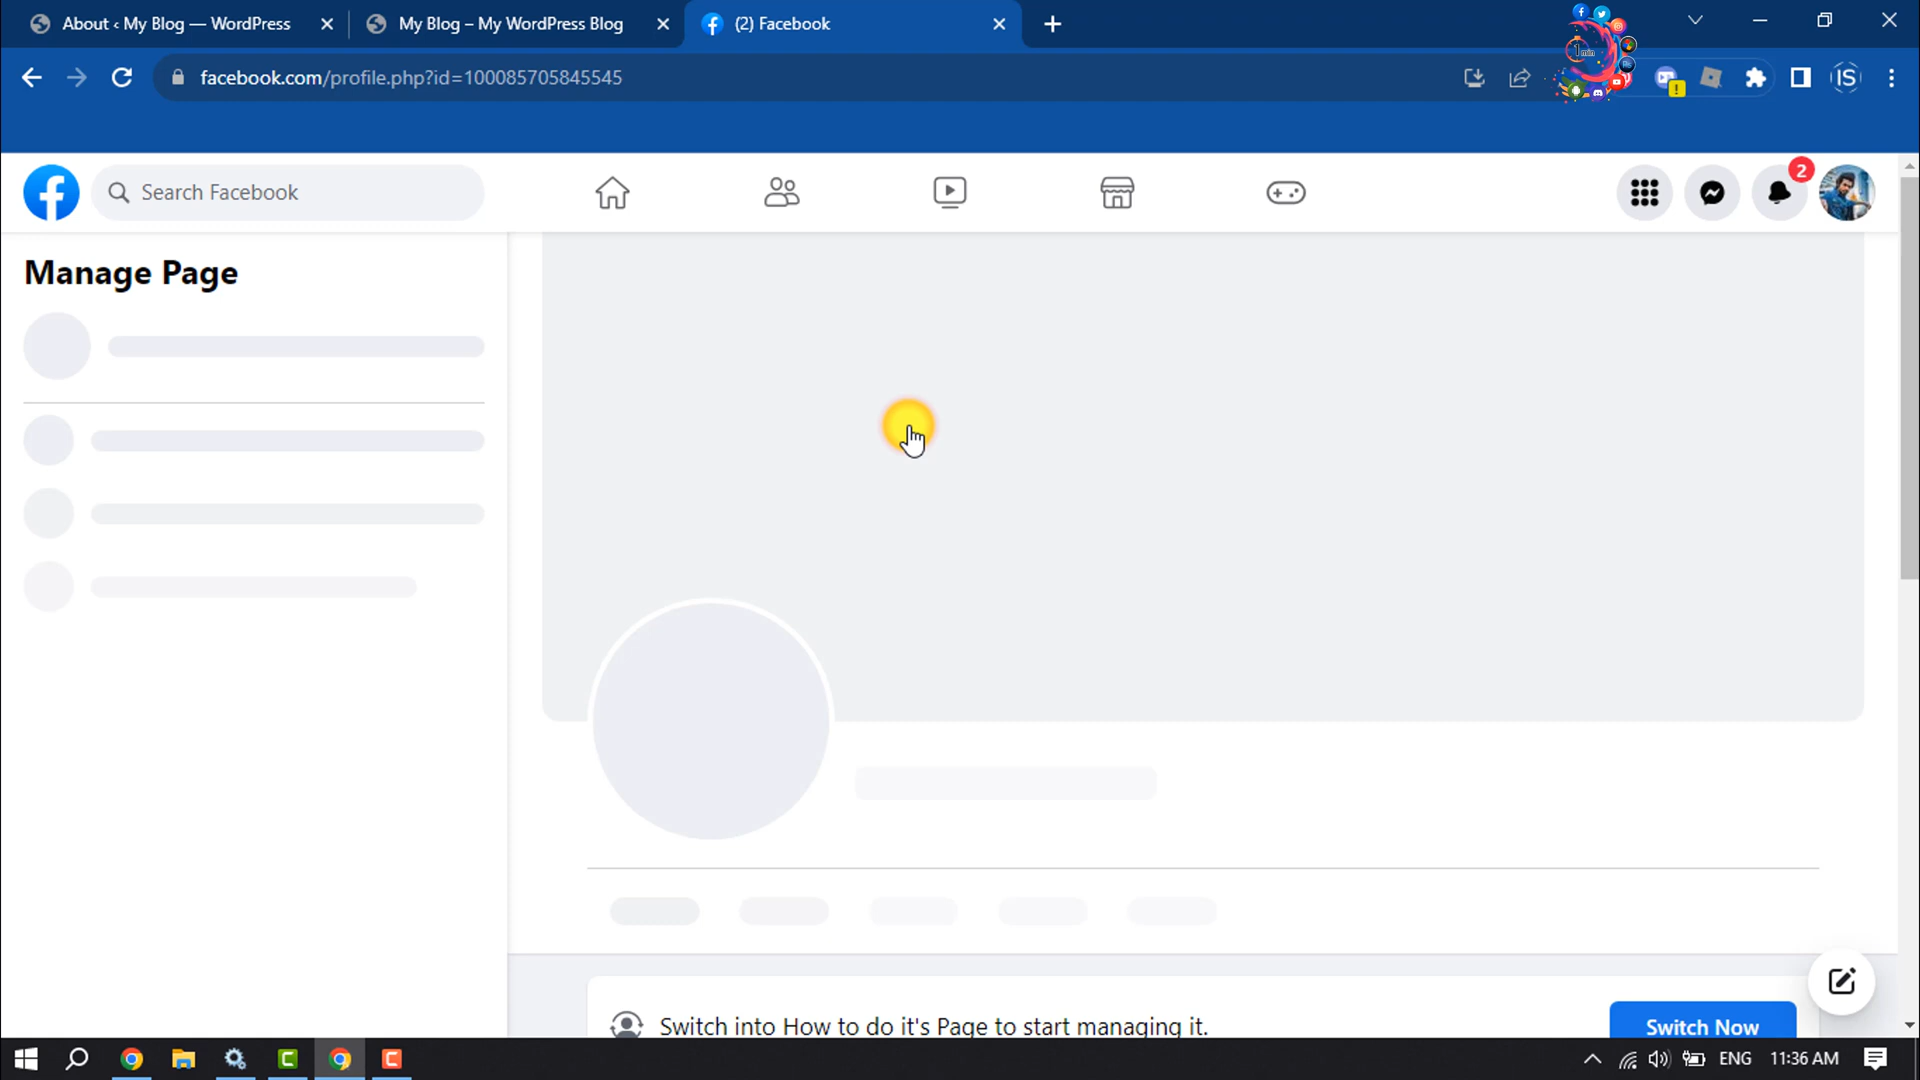 About ‹ My Blog — WordPress
My Blog – My WordPress Blog
(2) Facebook
1min
facebook.com/profile.php?id=100085705845545
IS
Search Facebook
2
Manage Page
Switch into How to do it's Page to start managing it.
Switch Now
ENG
11:36 AM